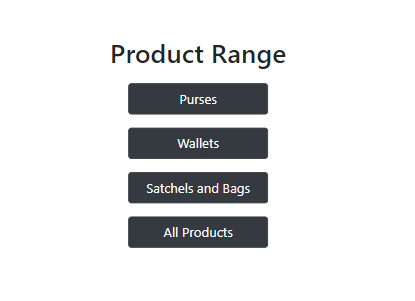 Product Range
Purses
Wallets
Satchels and Bags
All Products